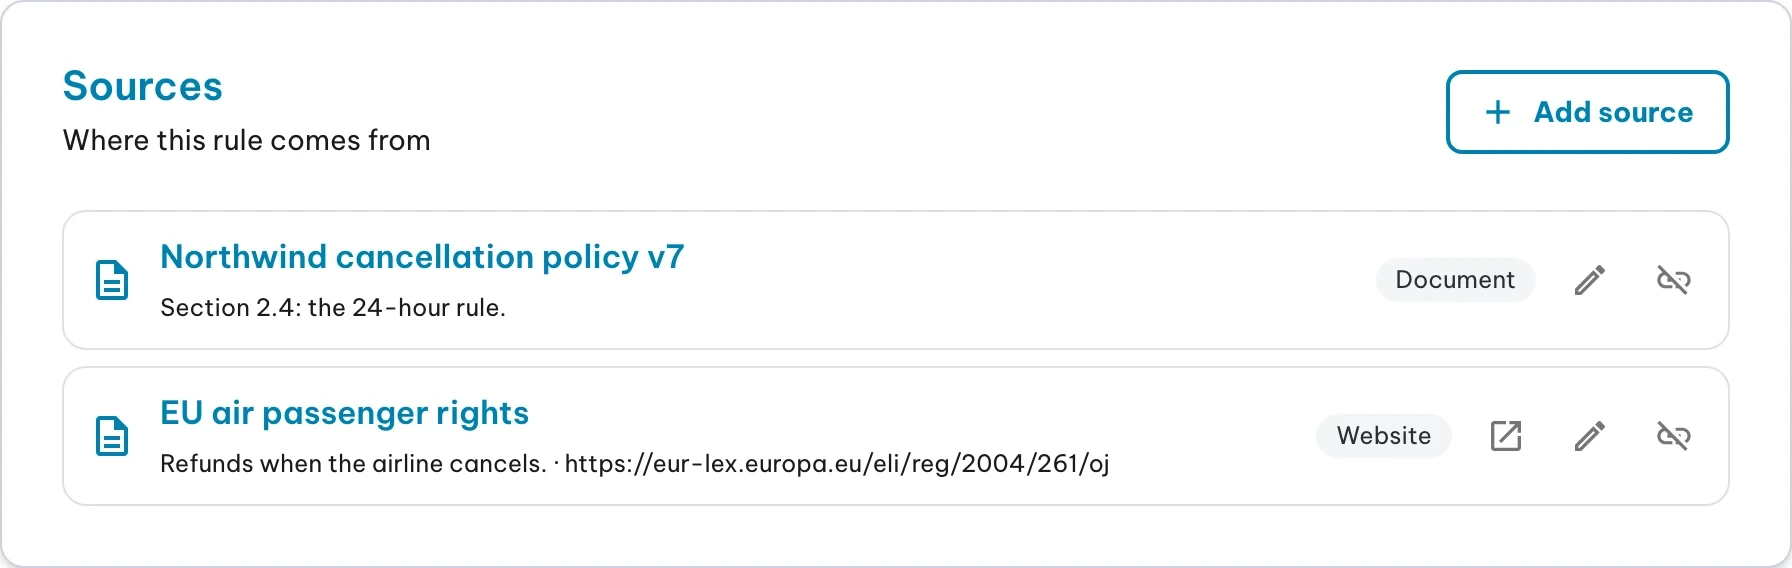 Sources
Where this rule comes from
+ Add source
Northwind cancellation policy v7
Section 2.4: the 24-hour rule.
Document
EU air passenger rights
Refunds when the airline cancels. · https://eur-lex.europa.eu/eli/reg/2004/261/oj
Website